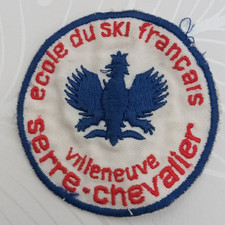 ecole du ski français
villeneuve
serre-chevalier